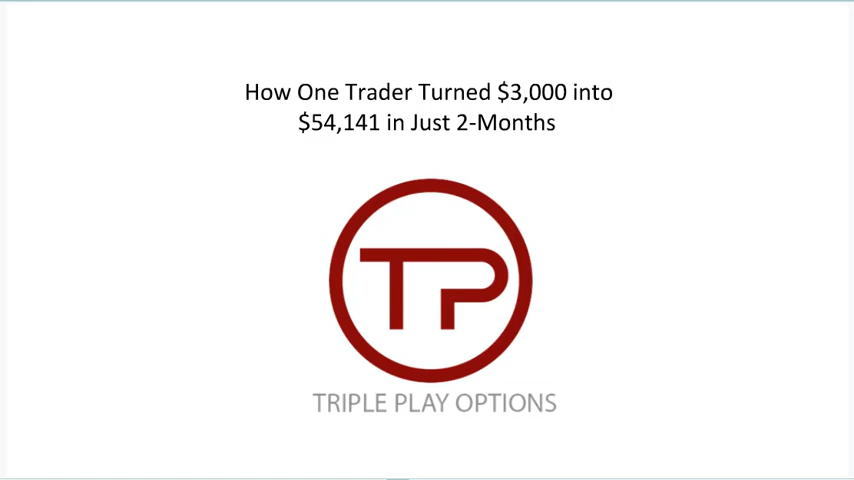 How One Trader Turned $3,000 into
$54,141 in Just 2-Months
TP
TRIPLE PLAY OPTIONS